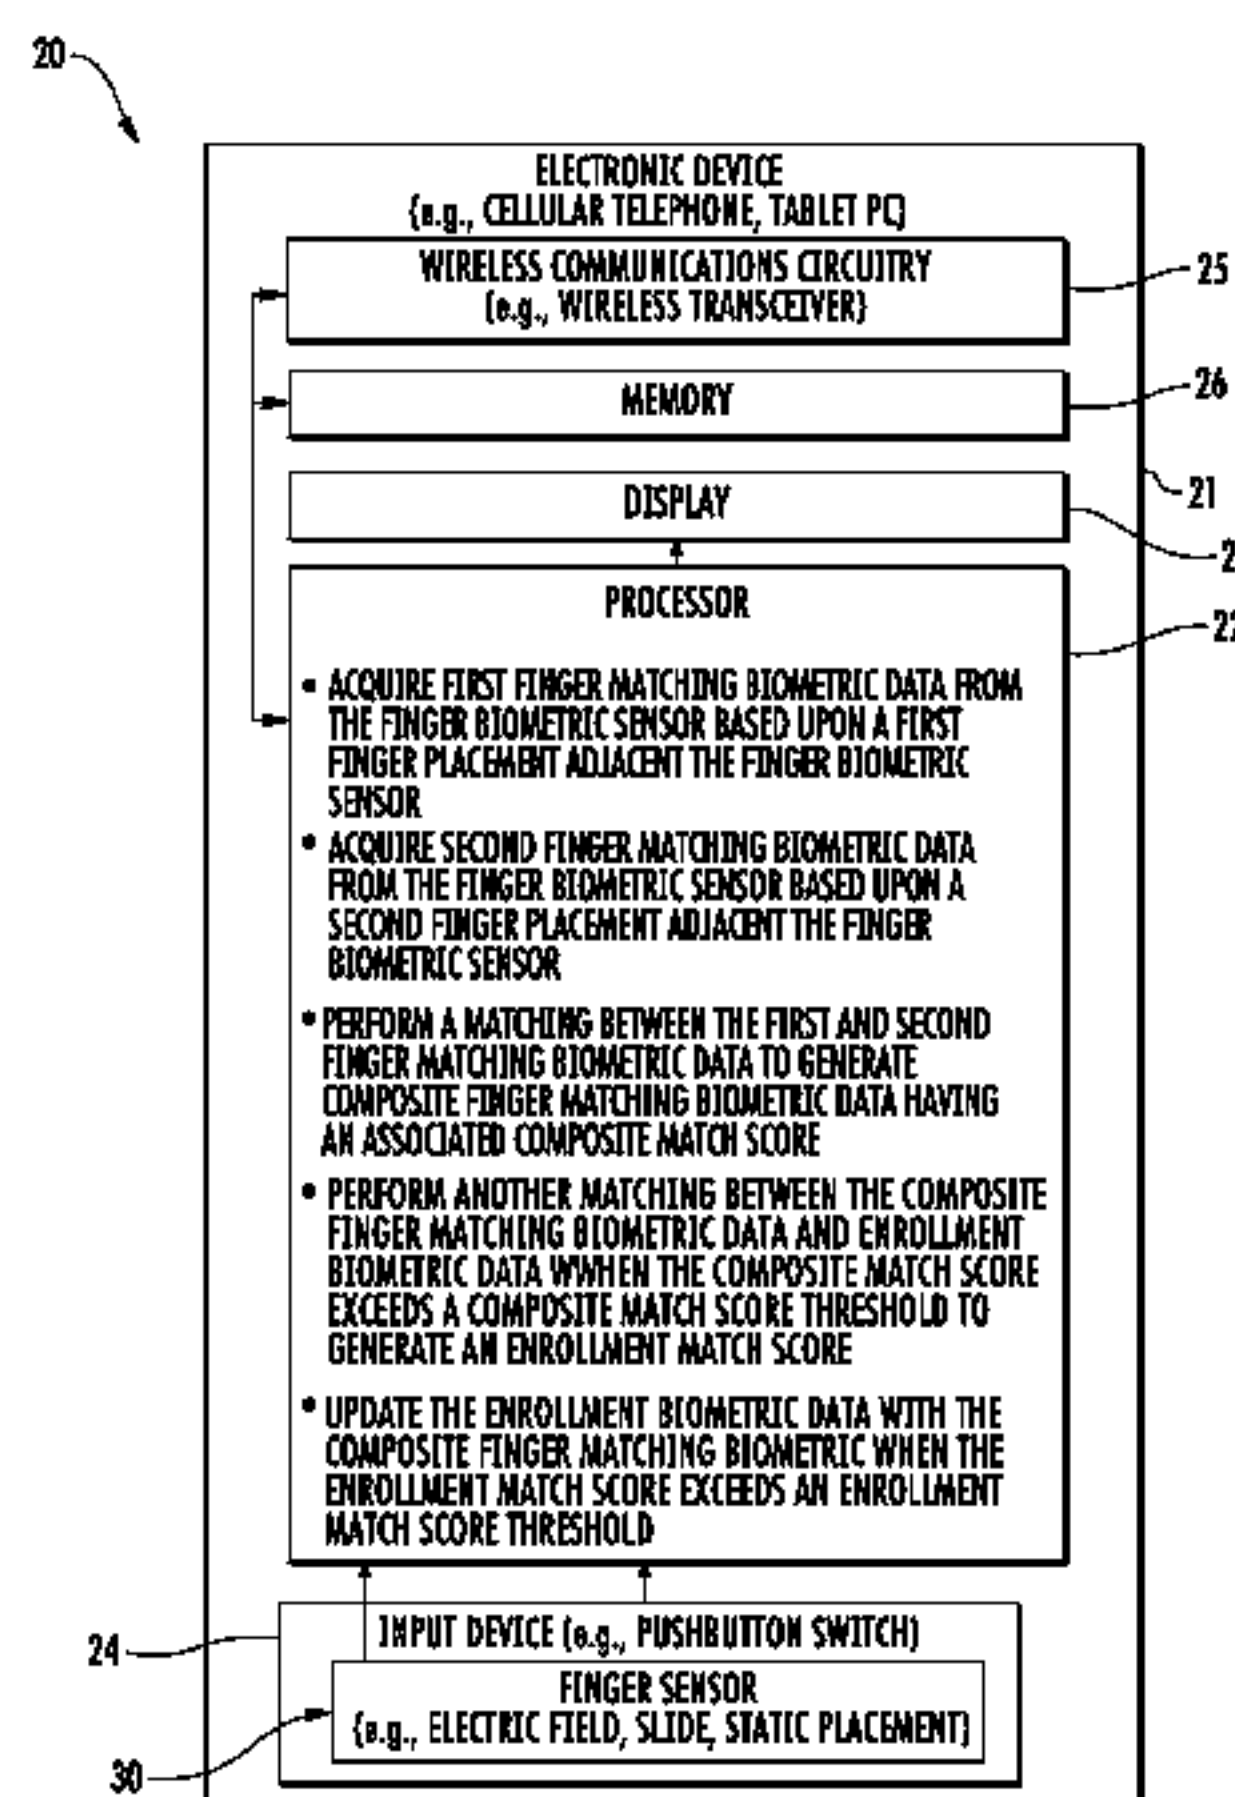 20
ELECTRONIC DEVICE
(e.g., CELLULAR TELEPHONE, TABLET PC)
WIRELESS COMMUNICATIONS CIRCUITRY
(e.g., WIRELESS TRANSCEIVER)
25
MEMORY
26
21
DISPLAY
2
PROCESSOR
22
• ACQUIRE FIRST FINGER MATCHING BIOMETRIC DATA FROM
THE FINGER BIOMETRIC SENSOR BASED UPON A FIRST
FINGER PLACEMENT ADJACENT THE FINGER BIOMETRIC
SENSOR
• ACQUIRE SECOND FINGER MATCHING BIOMETRIC DATA
FROM THE FINGER BIOMETRIC SENSOR BASED UPON A
SECOND FINGER PLACEMENT ADJACENT THE FINGER
BIOMETRIC SENSOR
• PERFORM A MATCHING BETWEEN THE FIRST AND SECOND
FINGER MATCHING BIOMETRIC DATA TO GENERATE
COMPOSITE FINGER MATCHING BIOMETRIC DATA HAVING
AN ASSOCIATED COMPOSITE MATCH SCORE
• PERFORM ANOTHER MATCHING BETWEEN THE COMPOSITE
FINGER MATCHING BIOMETRIC DATA AND ENROLLMENT
BIOMETRIC DATA WWHEN THE COMPOSITE MATCH SCORE
EXCEEDS A COMPOSITE MATCH SCORE THRESHOLD TO
GENERATE AN ENROLLMENT MATCH SCORE
• UPDATE THE ENROLLMENT BIOMETRIC DATA WITH THE
COMPOSITE FINGER MATCHING BIOMETRIC WHEN THE
ENROLLMENT MATCH SCORE EXCEEDS AN ENROLLMENT
MATCH SCORE THRESHOLD
24
INPUT DEVICE (e.g., PUSHBUTTON SWITCH)
FINGER SENSOR
(e.g., ELECTRIC FIELD, SLIDE, STATIC PLACEMENT)
30